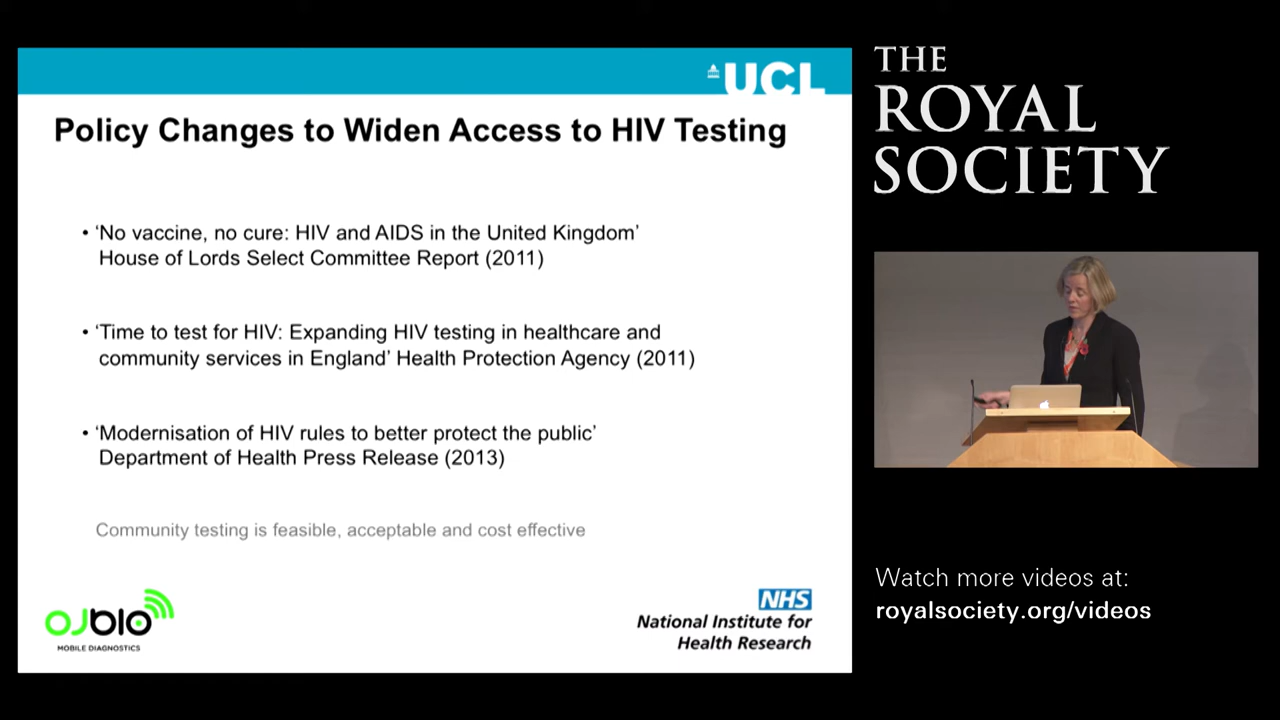 UCL
Policy Changes to Widen Access to HIV Testing
• ‘No vaccine, no cure: HIV and AIDS in the United Kingdom’
House of Lords Select Committee Report (2011)
• ‘Time to test for HIV: Expanding HIV testing in healthcare and
community services in England’ Health Protection Agency (2011)
• ‘Modernisation of HIV rules to better protect the public’
Department of Health Press Release (2013)
Community testing is feasible, acceptable and cost effective
OJBIO
MOBILE DIAGNOSTICS
NHS
National Institute for
Health Research
THE
ROYAL
SOCIETY
Watch more videos at:
royalsociety.org/videos